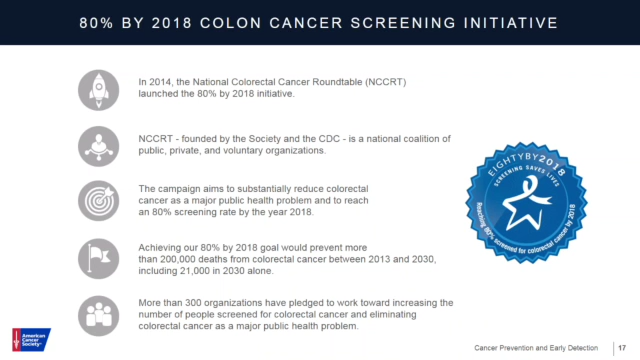 80% BY 2018 COLON CANCER SCREENING INITIATIVE
In 2014, the National Colorectal Cancer Roundtable (NCCRT)
launched the 80% by 2018 initiative.
NCCRT - founded by the Society and the CDC - is a national coalition of
public, private, and voluntary organizations.
The campaign aims to substantially reduce colorectal
cancer as a major public health problem and to reach
an 80% screening rate by the year 2018.
Achieving our 80% by 2018 goal would prevent more
than 200,000 deaths from colorectal cancer between 2013 and 2030,
including 21,000 in 2030 alone.
More than 300 organizations have pledged to work toward increasing the
number of people screened for colorectal cancer and eliminating
colorectal cancer as a major public health problem.
EIGHTYBY2018
SCREENING SAVES LIVES
Reaching 80% screened for colorectal cancer by 2018
American
Cancer
Society
Cancer Prevention and Early Detection
17